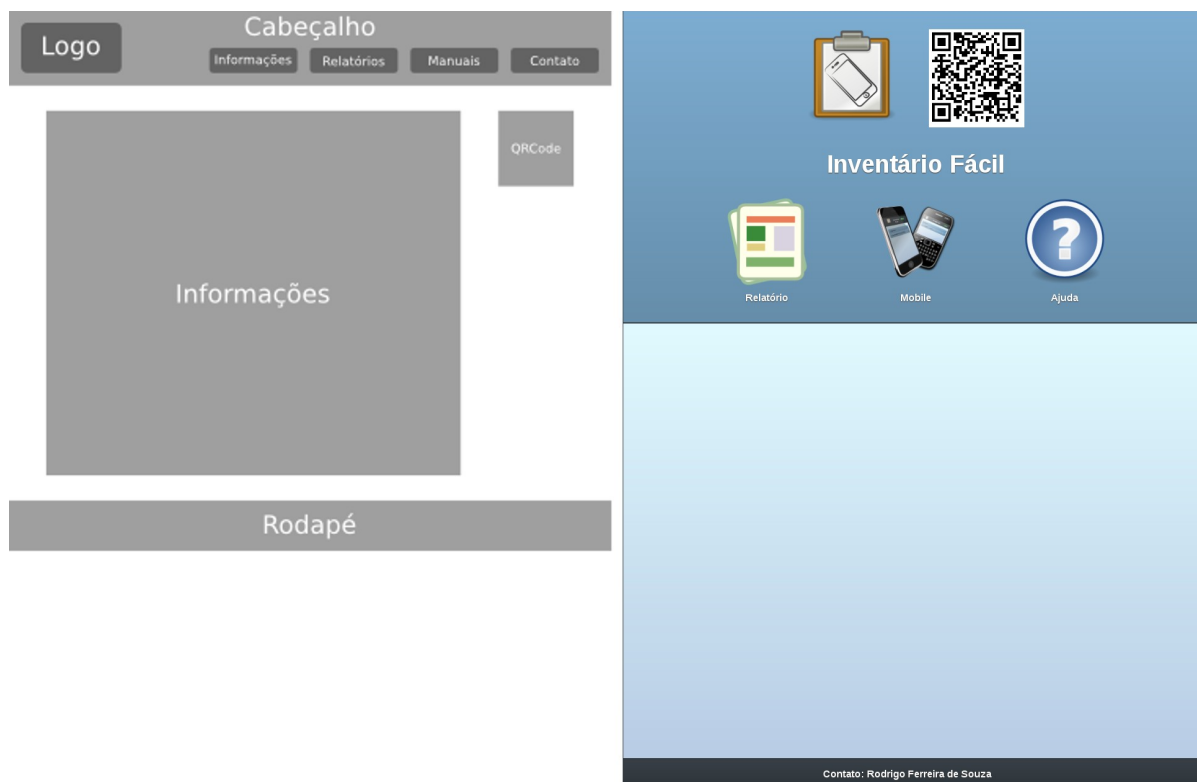 Logo
Cabeçalho
Informações
Relatórios
Manuais
Contato
QRCode
Informações
Rodapé
Inventário Fácil
Relatório
Mobile
Ajuda
Contato: Rodrigo Ferreira de Souza